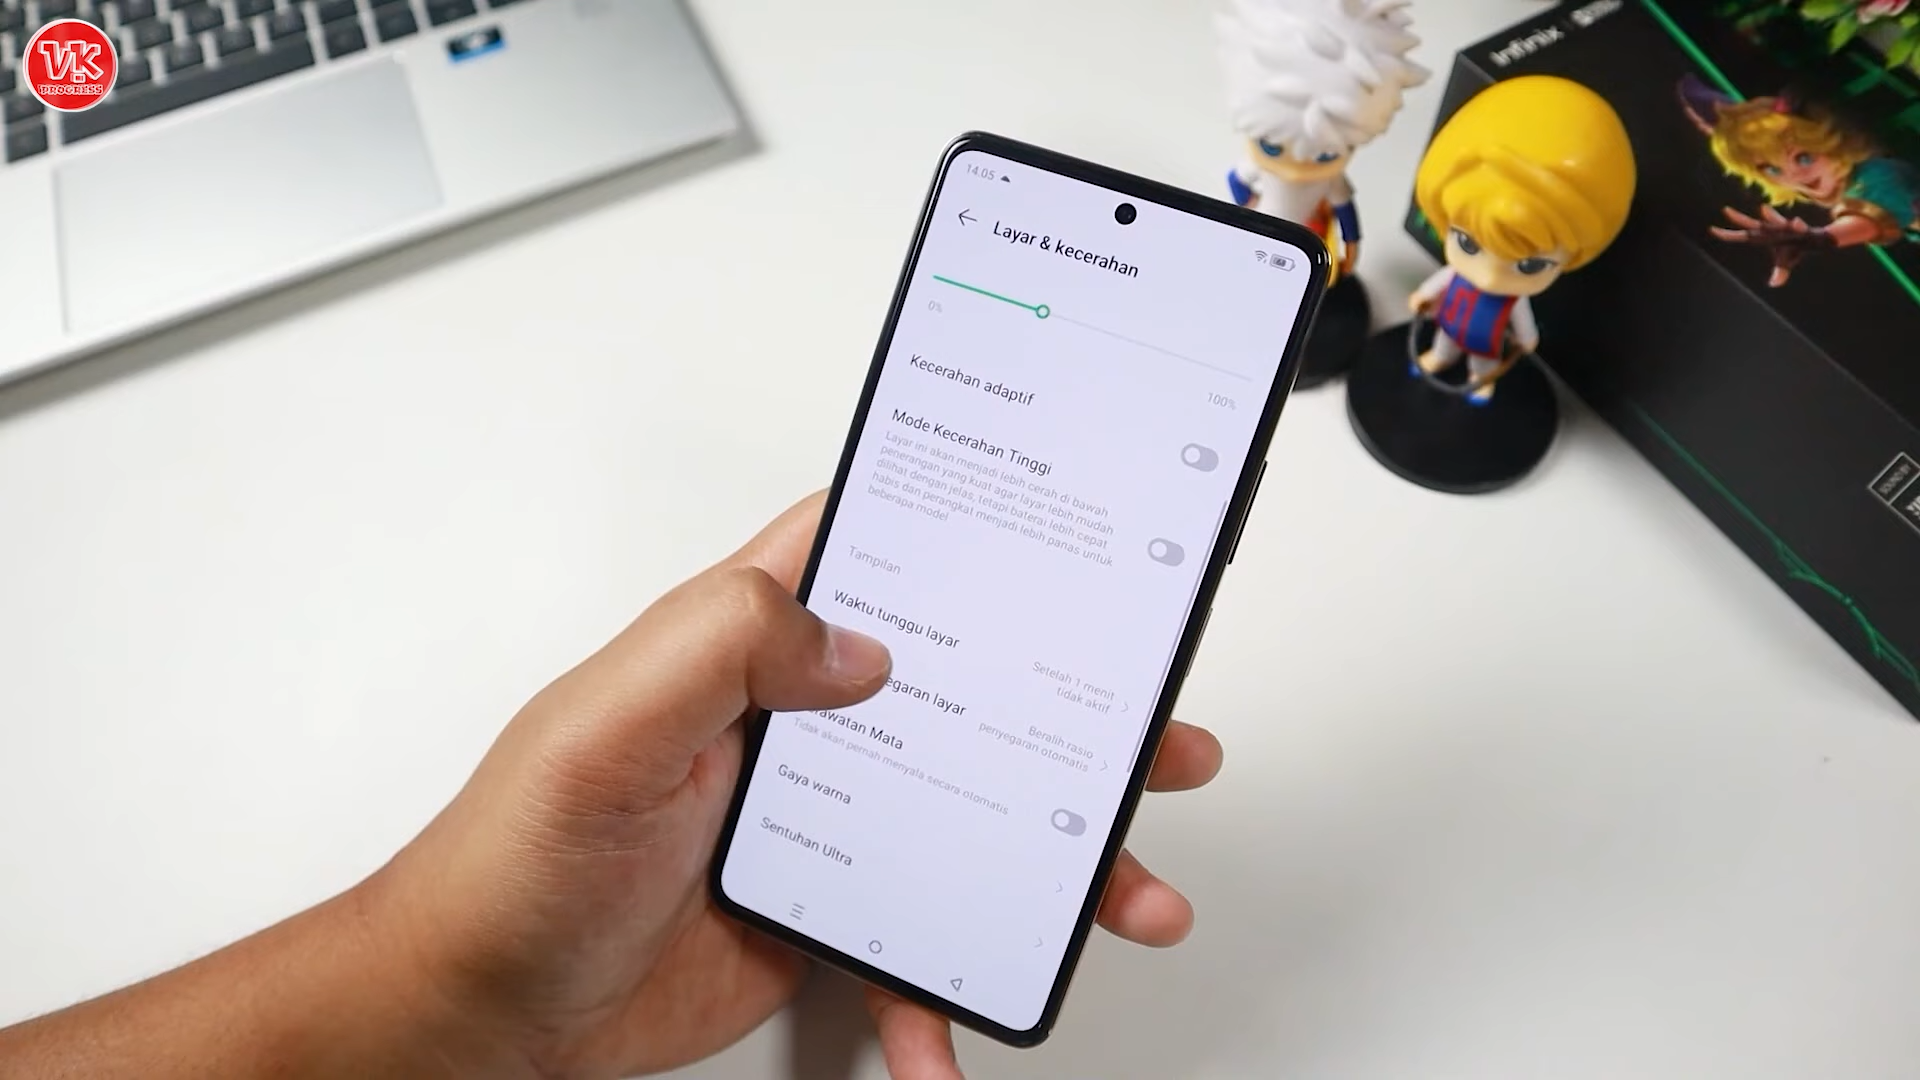 V!K
PROGRESS
Infinix
14.05
Layar & kecerahan
0%
100%
Kecerahan adaptif
Mode Kecerahan Tinggi
Layar ini akan menjadi lebih cerah di bawah
penerangan yang kuat agar layar lebih mudah
dilihat dengan jelas, tetapi baterai lebih cepat
habis dan perangkat menjadi lebih panas untuk
beberapa model
Tampilan
Waktu tunggu layar
Setelah 1 menit
tidak aktif
egaran layar
Beralih rasio
penyegaran otomatis
rawatan Mata
Tidak akan pernah menyala secara otomatis
Gaya warna
Sentuhan Ultra
SOUND BY